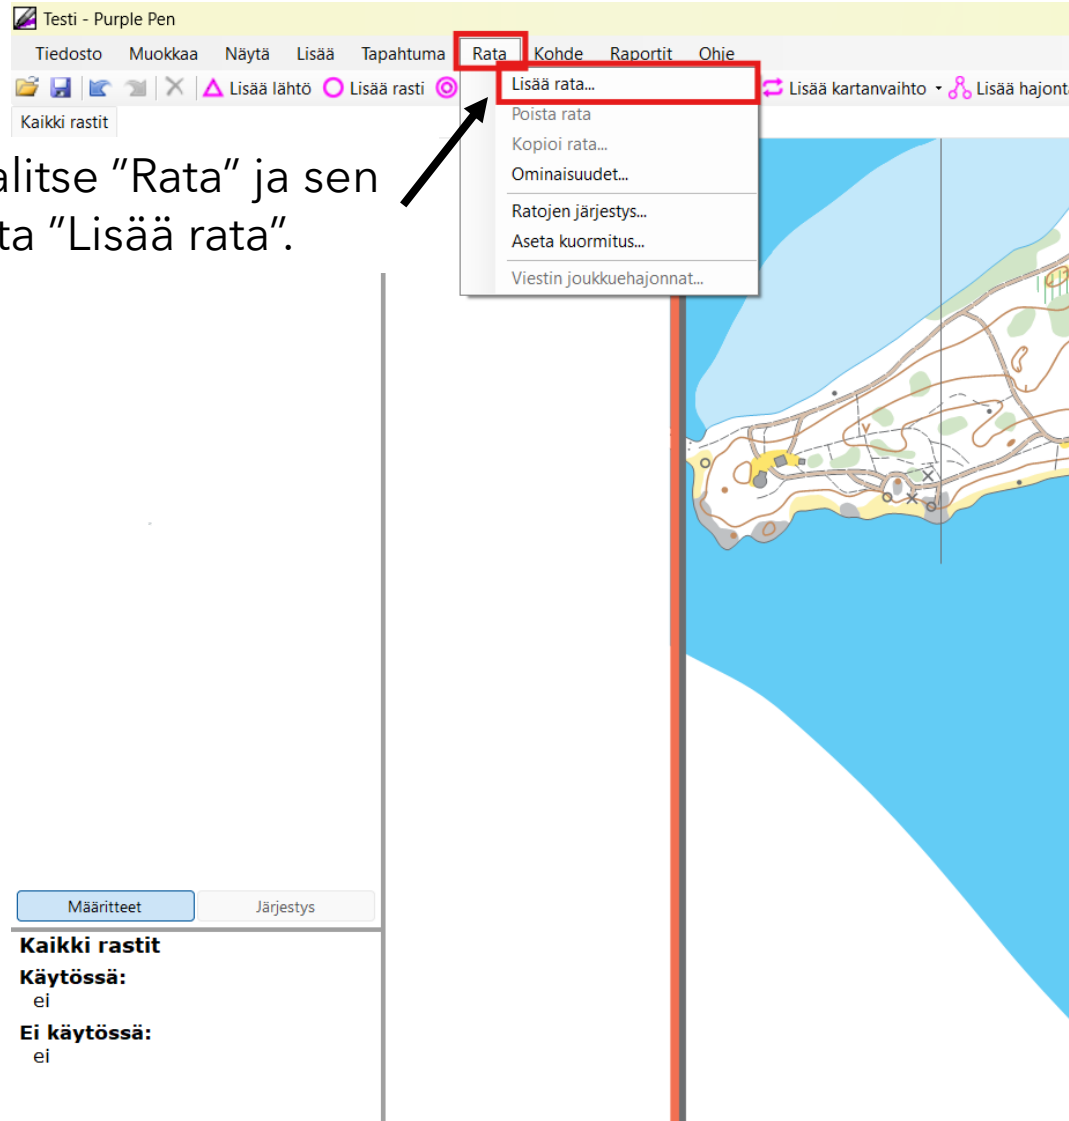 Testi - Purple Pen
Tiedosto Muokkaa Näytä Lisää Tapahtuma Rata Kohde Raportit Ohje
Lisää lähtö Lisää rasti Lisää kartanvaihto Lisää hajont
Kaikki rastit
Lisää rata...
Poista rata
Kopioi rata...
Ominaisuudet...
Ratojen järjestys...
Aseta kuormitus...
Viestin joukkuehajonnat...
alitse ”Rata” ja sen
ta ”Lisää rata”.
Määritteet Järjestys
Kaikki rastit
Käytössä:
ei
Ei käytössä:
ei